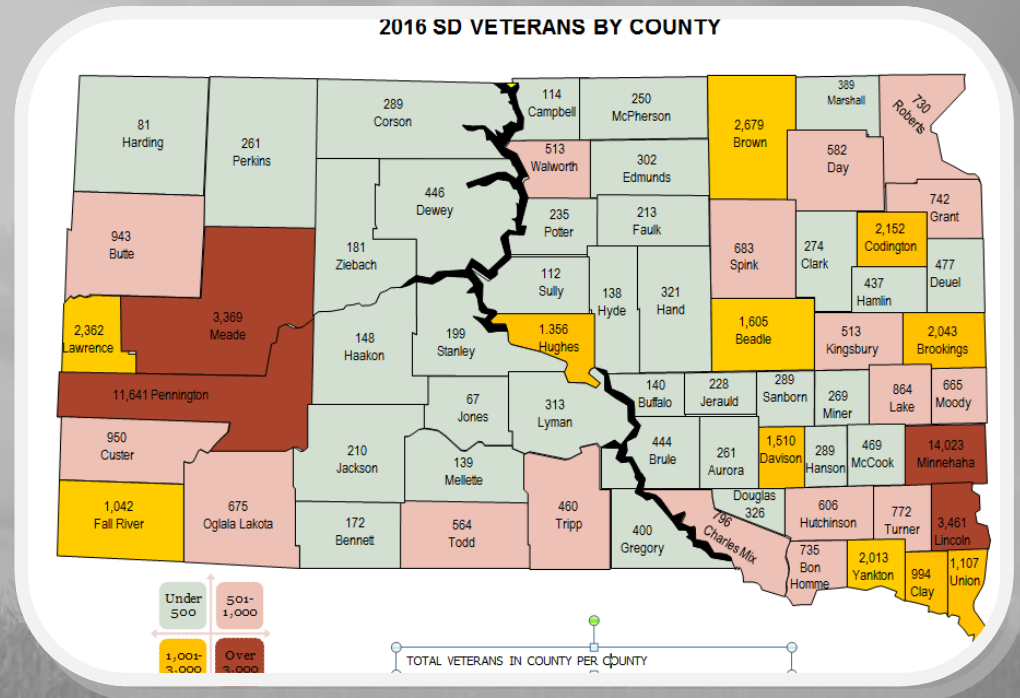 2016 SD VETERANS BY COUNTY
81
Harding
261
Perkins
289
Corson
114
Campbell
250
McPherson
2,679
Brown
389
Marshall
730
Roberts
513
Walworth
302
Edmunds
582
Day
446
Dewey
742
Grant
943
Butte
181
Ziebach
235
Potter
213
Faulk
683
Spink
274
Clark
2,152
Codington
477
Deuel
437
Hamlin
112
Sully
138
Hyde
321
Hand
2,362
Lawrence
3,369
Meade
148
Haakon
199
Stanley
1.356
Hughes
1,605
Beadle
513
Kingsbury
2,043
Brookings
11,641 Pennington
67
Jones
313
Lyman
140
Buffalo
228
Jerauld
289
Sanborn
269
Miner
864
Lake
665
Moody
950
Custer
210
Jackson
139
Mellette
444
Brule
261
Aurora
1,510
Davison
289
Hanson
469
McCook
14,023
Minnehaha
1,042
Fall River
675
Oglala Lakota
172
Bennett
564
Todd
460
Tripp
400
Gregory
796
Charles Mix
Douglas
326
606
Hutchinson
772
Turner
3,461
Lincoln
735
Bon
Homme
2,013
Yankton
994
Clay
1,107
Union
Under
500
501-
1,000
1,001-
3,000
Over
3,000
TOTAL VETERANS IN COUNTY PER COUNTY